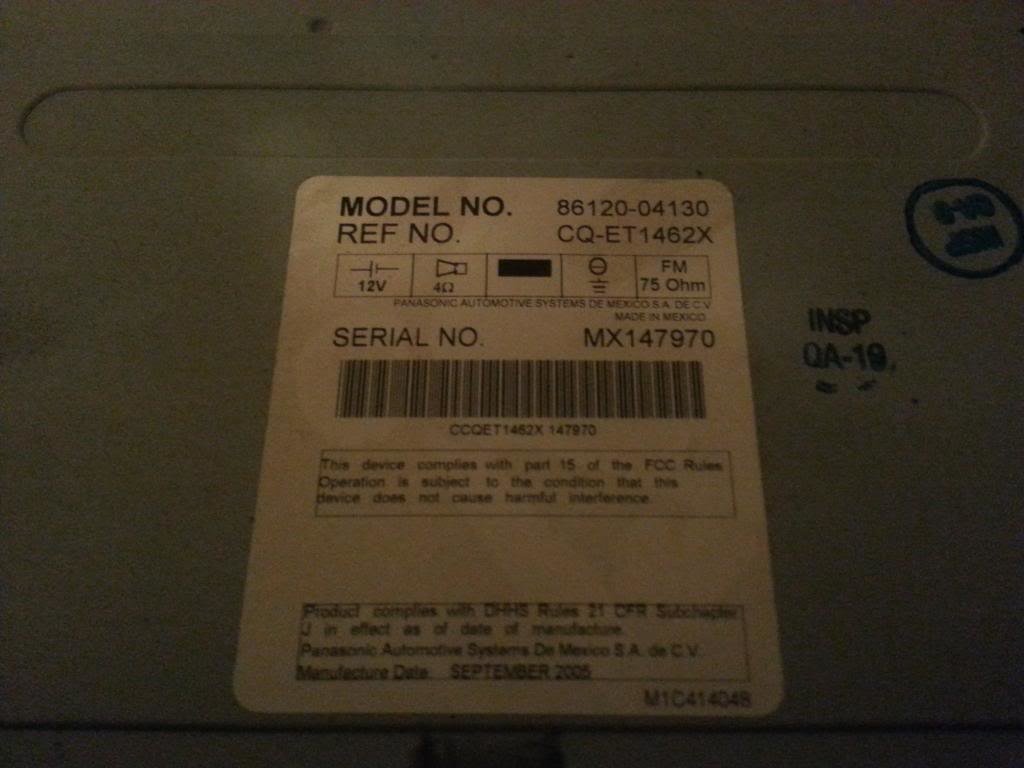 MODEL NO. 86120-04130
REF NO. CQ-ET1462X
12V 4Ω FM 75 Ohm
PANASONIC AUTOMOTIVE SYSTEMS DE MEXICO S.A. DE C.V.
MADE IN MEXICO
SERIAL NO. MX147970
CCQET1462X 147970
This device complies with part 15 of the FCC Rules
Operation is subject to the condition that this
device does not cause harmful interference.
Product complies with DHHS Rules 21 CFR Subchapter
J in effect as of date of manufacture.
Panasonic Automotive Systems De Mexico S.A. de C.V.
Manufacture Date: SEPTEMBER 2005
M1C414048
INSP
QA-19
INSP